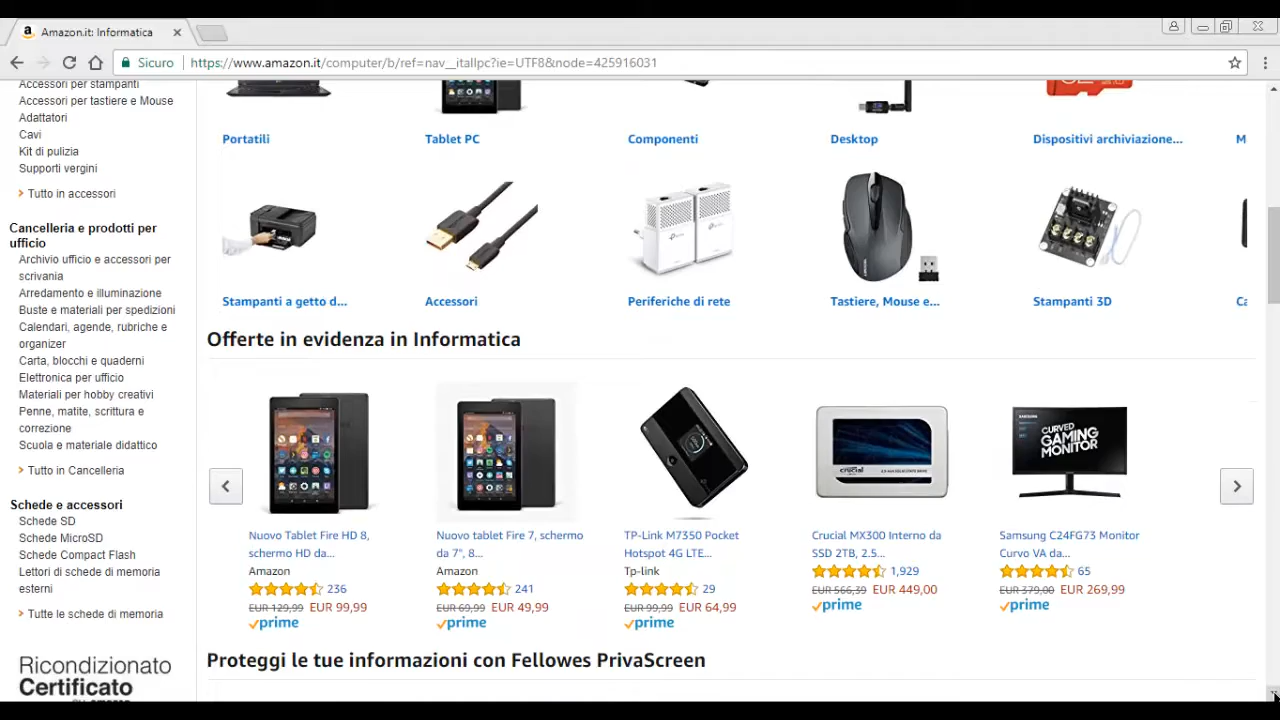 Amazon.it: Informatica
Sicuro
https://www.amazon.it/computer/b/ref=nav__itallpc?ie=UTF8&node=425916031
Accessori per stampanti
Accessori per tastiere e Mouse
Adattatori
Cavi
Kit di pulizia
Supporti vergini
Tutto in accessori
Cancelleria e prodotti per
ufficio
Archivio ufficio e accessori per
scrivania
Arredamento e illuminazione
Buste e materiali per spedizioni
Calendari, agende, rubriche e
organizer
Carta, blocchi e quaderni
Elettronica per ufficio
Materiali per hobby creativi
Penne, matite, scrittura e
correzione
Scuola e materiale didattico
Tutto in Cancelleria
Schede e accessori
Schede SD
Schede MicroSD
Schede Compact Flash
Lettori di schede di memoria
esterni
Tutte le schede di memoria
Ricondizionato
Certificato
Portatili
Tablet PC
Componenti
Desktop
Dispositivi archiviazione...
M
Stampanti a getto d...
Accessori
Periferiche di rete
Tastiere, Mouse e...
Stampanti 3D
Offerte in evidenza in Informatica
crucial
SAMSUNG
CURVED
GAMING
MONITOR
Nuovo Tablet Fire HD 8,
schermo HD da...
Amazon
236
EUR 129,99 EUR 99,99
prime
Nuovo tablet Fire 7, schermo
da 7", 8...
Amazon
241
EUR 69,99 EUR 49,99
prime
TP-Link M7350 Pocket
Hotspot 4G LTE...
Tp-link
29
EUR 99,99 EUR 64,99
prime
Crucial MX300 Interno da
SSD 2TB, 2.5...
1,929
EUR 566,39 EUR 449,00
prime
Samsung C24FG73 Monitor
Curvo VA da...
65
EUR 379,00 EUR 269,99
prime
Proteggi le tue informazioni con Fellowes PrivaScreen